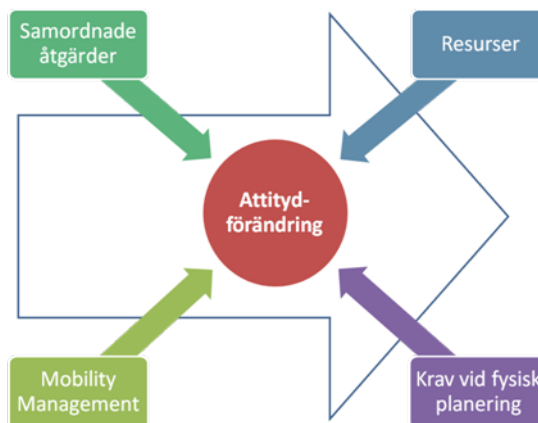 Samordnade
åtgärder
Resurser
Attityd-
förändring
Mobility
Management
Krav vid fysisk
planering